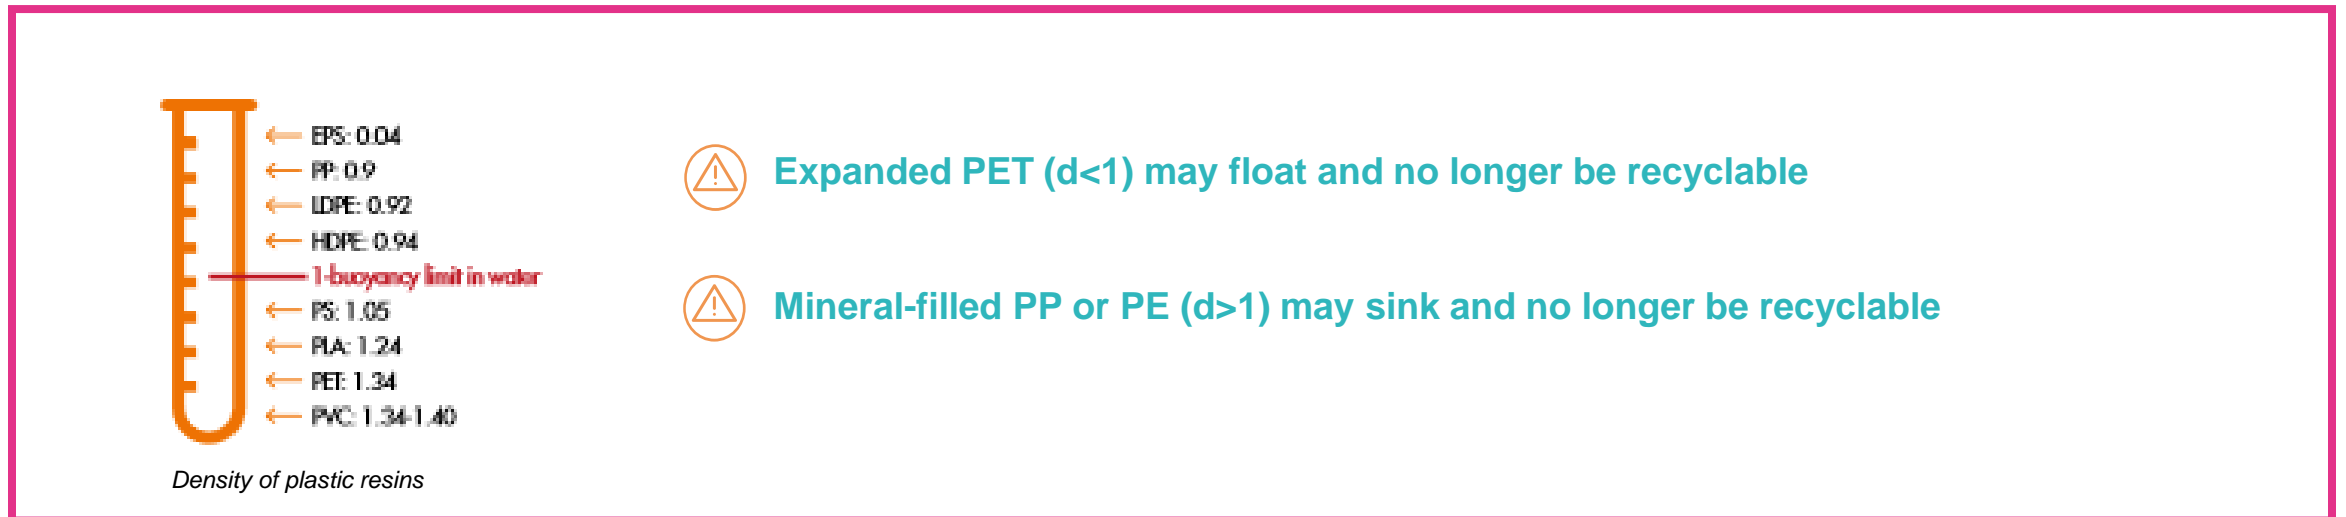 EPS: 0.04
PP: 0.9
LDPE: 0.92
HDPE: 0.94
1-buoyancy limit in water
PS: 1.05
PLA: 1.24
PET: 1.34
PVC: 1.34-1.40
Density of plastic resins
Expanded PET (d<1) may float and no longer be recyclable
Mineral-filled PP or PE (d>1) may sink and no longer be recyclable